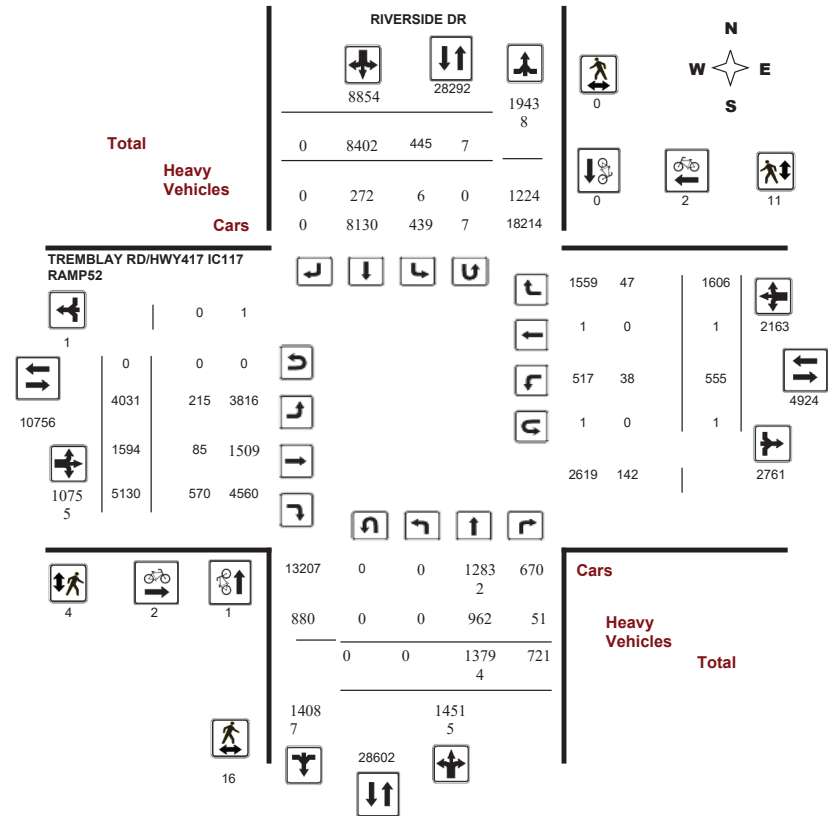 RIVERSIDE DR
N
W E
S
8854
28292
1943
8
0
Total
0 8402 445 7
Heavy
Vehicles
0 272 6 0 1224
Cars
0 8130 439 7 18214
0 2 11
TREMBLAY RD/HWY417 IC117
RAMP52
0 1
1
1559 47 1606
1 0 1
2163
0 0 0
517 38 555
4031 215 3816
10756
4924
1 0 1
1594 85 1509
2619 142
2761
1075
5
5130 570 4560
13207 0 0 1283
2
670
Cars
880 0 0 962 51
Heavy
Vehicles
0 0 1379
4
721
Total
4 2 1
1408
7
1451
5
28602
16